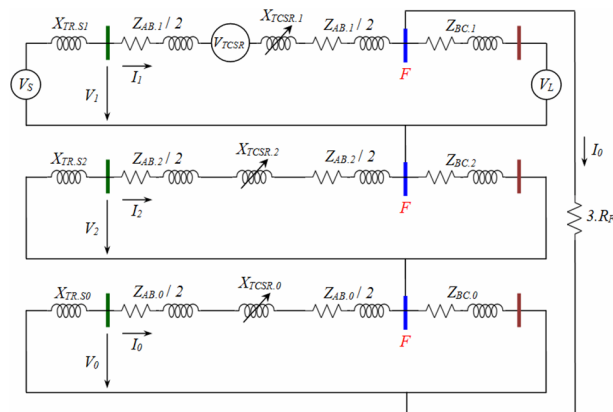 X_TR.S1 Z_AB.1 / 2 X_TCSR.1 Z_AB.1 / 2 Z_BC.1
V_TCSR
I_1 F
V_S V_1 V_L
X_TR.S2 Z_AB.2 / 2 X_TCSR.2 Z_AB.2 / 2 Z_BC.2
I_0
I_2 F
V_2 3.R_F
X_TR.S0 Z_AB.0 / 2 X_TCSR.0 Z_AB.0 / 2 Z_BC.0
I_0 F
V_0